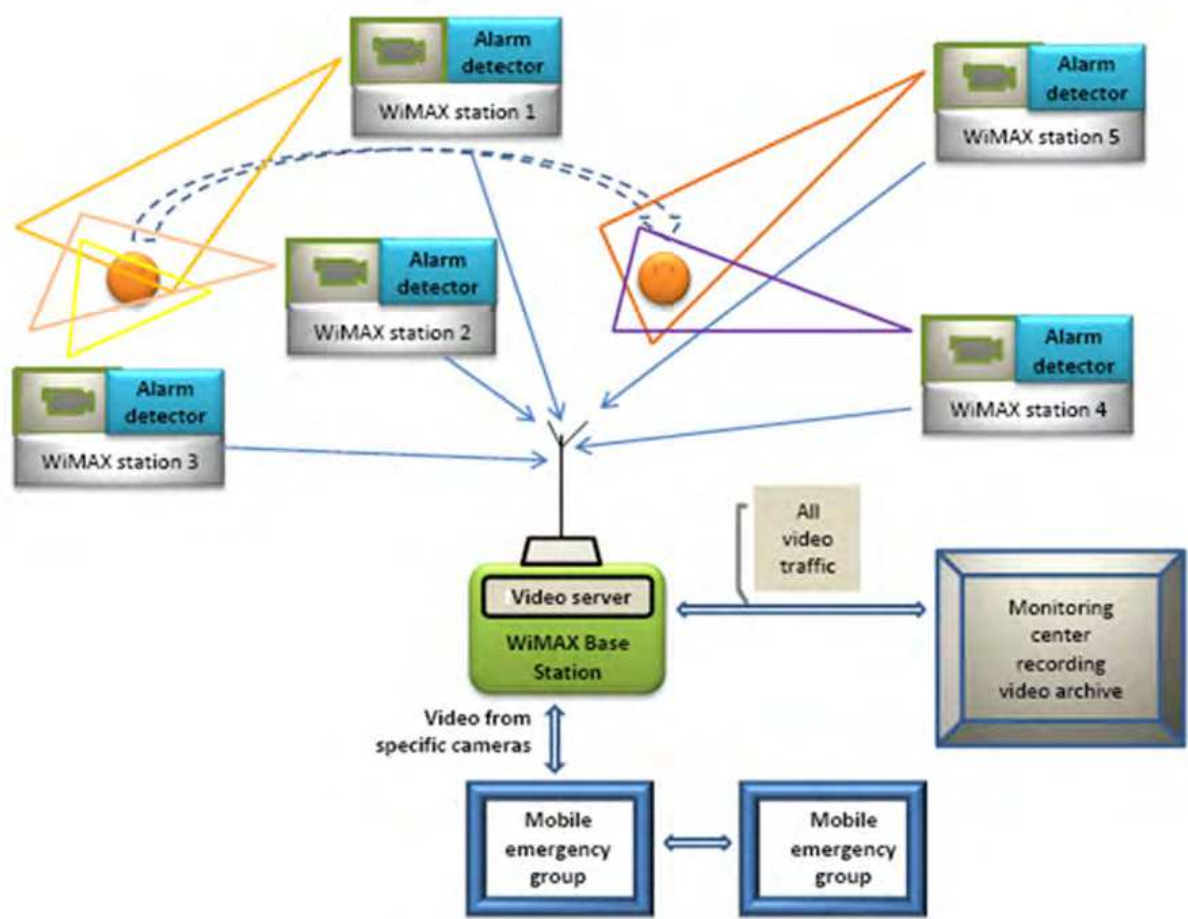 Alarm
detector
WiMAX station 1
Alarm
detector
WiMAX station 5
Alarm
detector
WiMAX station 2
Alarm
detector
WiMAX station 4
Alarm
detector
WiMAX station 3
All
video
traffic
Video server
WiMAX Base
Station
Monitoring
center
recording
video archive
Video from
specific cameras
Mobile
emergency
group
Mobile
emergency
group